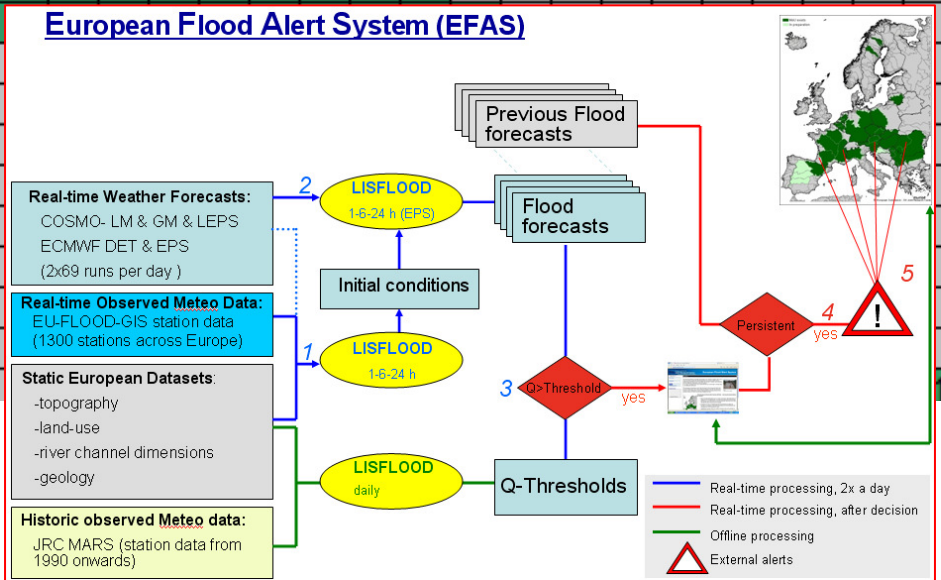 European Flood Alert System (EFAS)
Previous Flood
forecasts
Real-time Weather Forecasts:
COSMO- LM & GM & LEPS
ECMWF DET & EPS
(2x69 runs per day )
2
LISFLOOD
1-6-24 h (EPS)
Flood
forecasts
Initial conditions
Real-time Observed Meteo Data:
EU-FLOOD-GIS station data
(1300 stations across Europe)
1
LISFLOOD
1-6-24 h
Static European Datasets:
-topography
-land-use
-river channel dimensions
-geology
3
Q>Threshold
yes
Persistent
4
yes
!
5
LISFLOOD
daily
Q-Thresholds
Historic observed Meteo data:
JRC MARS (station data from
1990 onwards)
Real-time processing, 2x a day
Real-time processing, after decision
Offline processing
External alerts